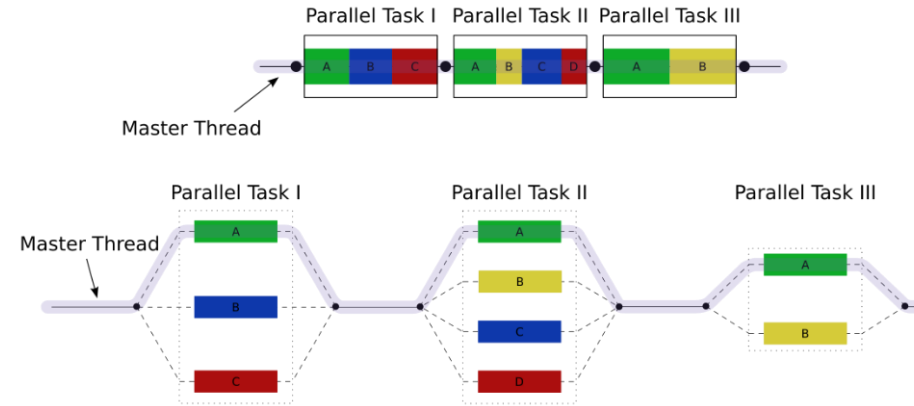 Parallel Task I Parallel Task II Parallel Task III
A B C A B C D A B
Master Thread
Parallel Task I Parallel Task II Parallel Task III
A A
Master Thread
B A
B C B
C D